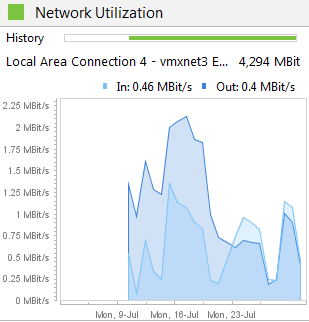 Network Utilization
History
Local Area Connection 4 - vmxnet3 E... 4,294 MBit
In: 0.46 MBit/s Out: 0.4 MBit/s
2.25 MBit/s
2 MBit/s
1.75 MBit/s
1.5 MBit/s
1.25 MBit/s
1 MBit/s
0.75 MBit/s
0.5 MBit/s
0.25 MBit/s
0 MBit/s
Mon, 9-Jul Mon, 16-Jul Mon, 23-Jul